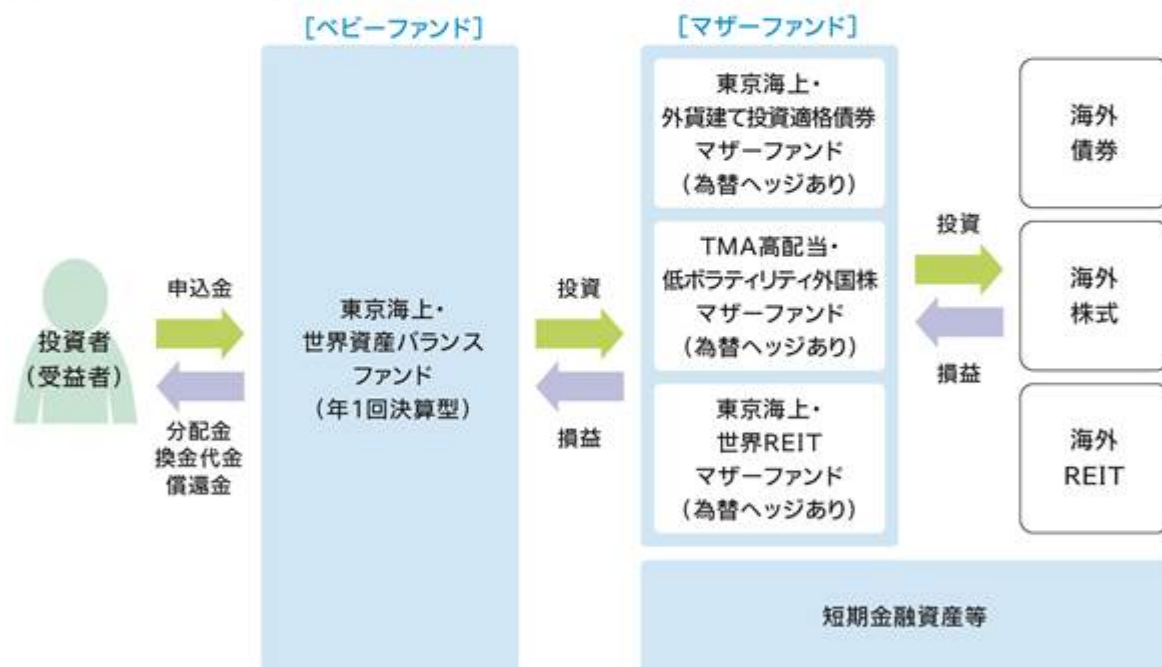 [ベビーファンド]
[マザーファンド]
投資者
(受益者)
申込金
分配金
換金代金
償還金
東京海上・
世界資産バランス
ファンド
(年1回決算型)
投資
損益
東京海上・
外貨建て投資適格債券
マザーファンド
(為替ヘッジあり)
TMA高配当・
低ボラティリティ外国株
マザーファンド
(為替ヘッジあり)
東京海上・
世界REIT
マザーファンド
(為替ヘッジあり)
投資
損益
海外
債券
海外
株式
海外
REIT
短期金融資産等